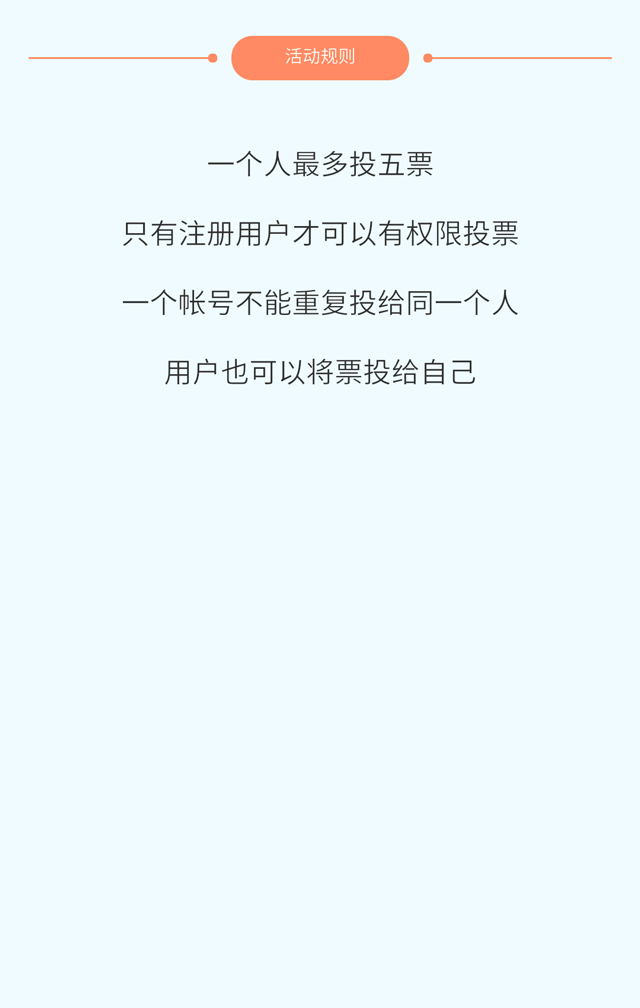 活动规则
一个人最多投五票
只有注册用户才可以有权限投票
一个帐号不能重复投给同一个人
用户也可以将票投给自己